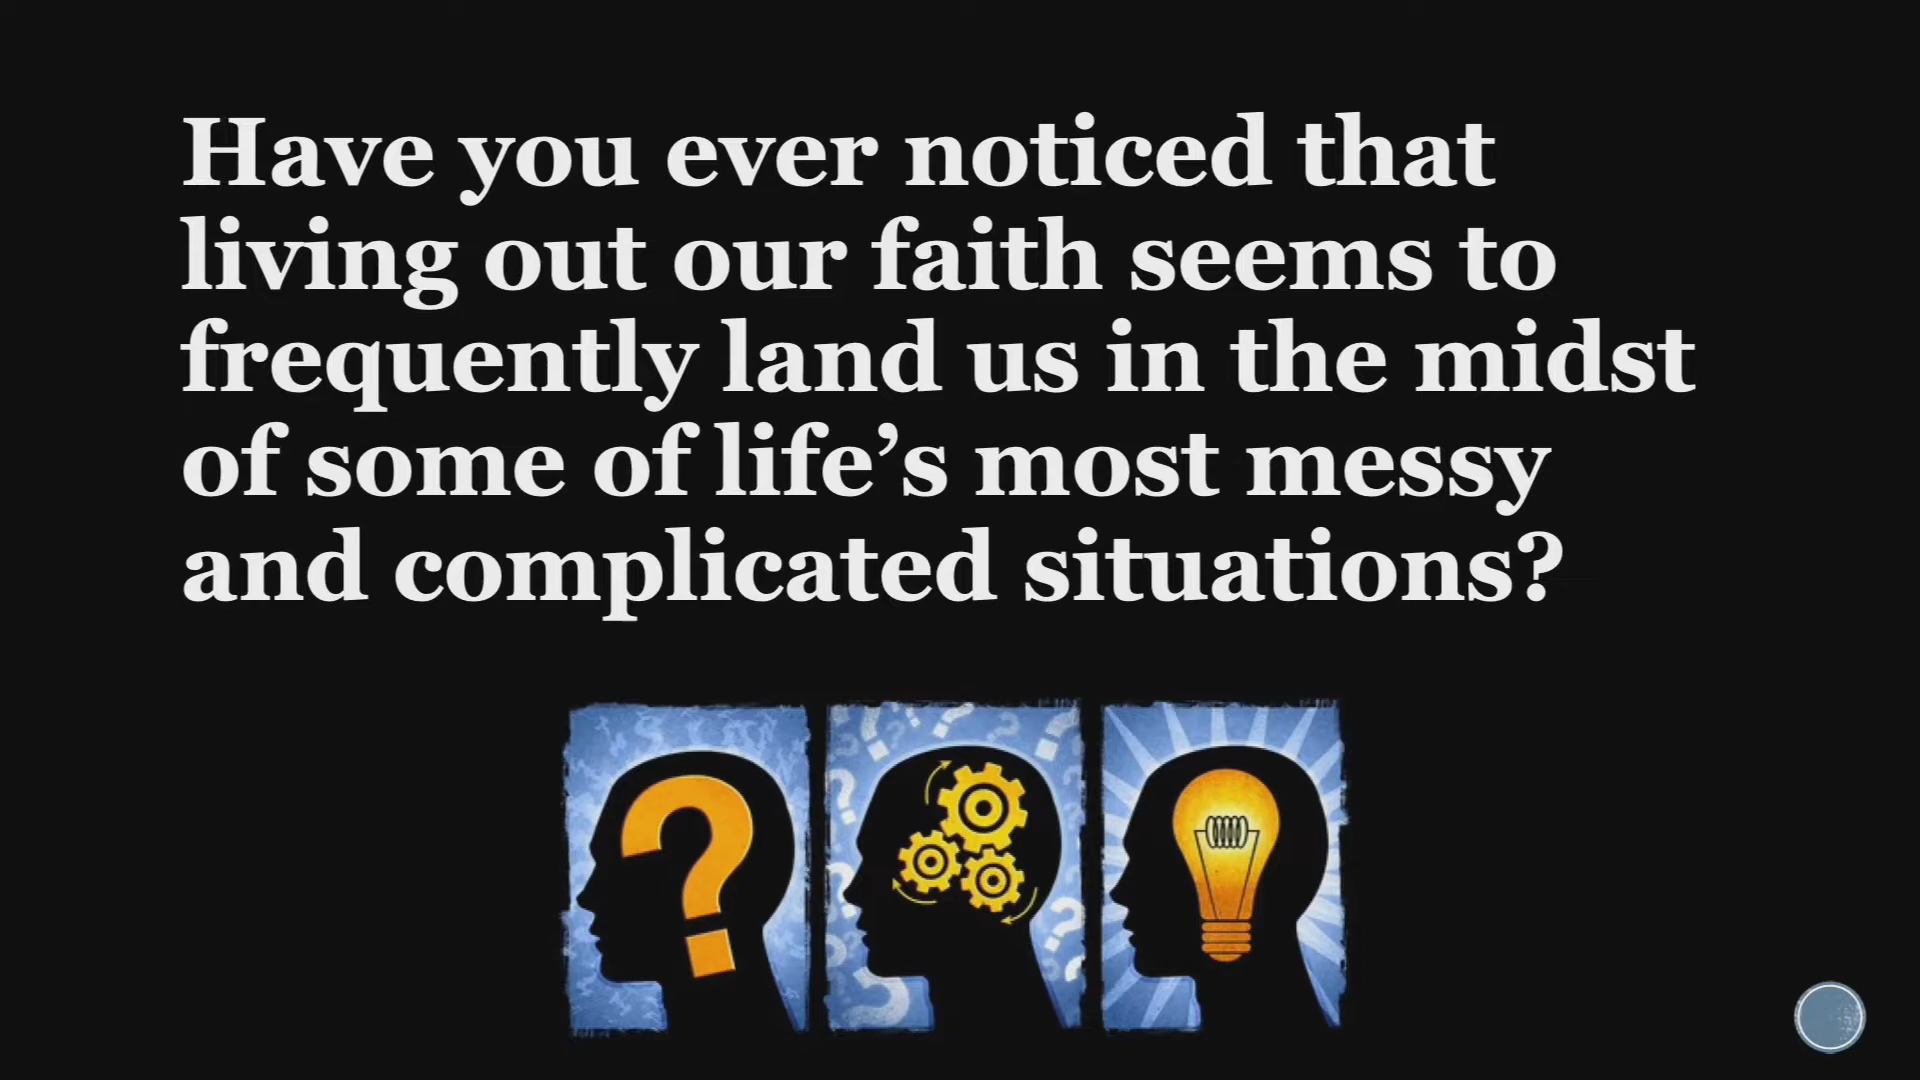 Have you ever noticed that
living out our faith seems to
frequently land us in the midst
of some of life’s most messy
and complicated situations?